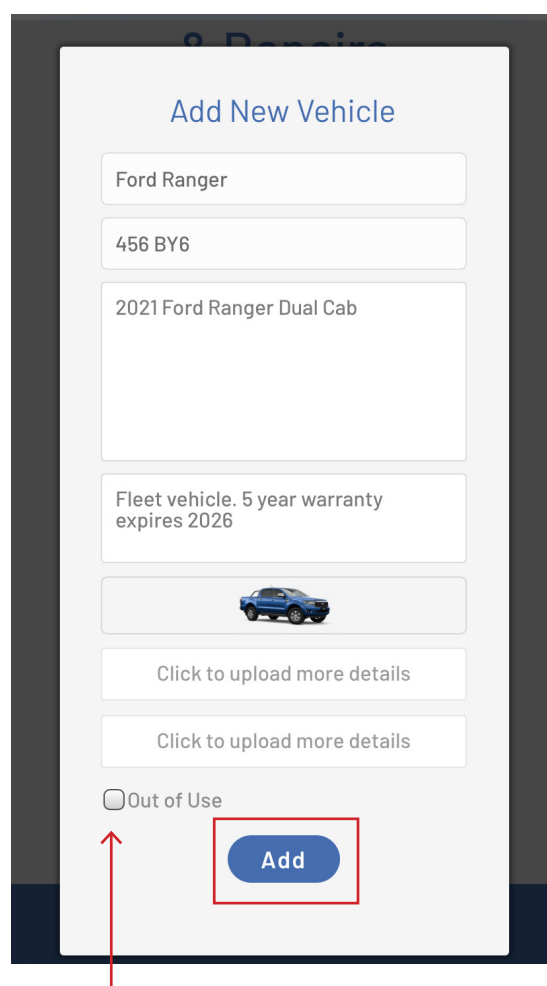 & Repairs
Add New Vehicle
Ford Ranger
456 BY6
2021 Ford Ranger Dual Cab
Fleet vehicle. 5 year warranty
expires 2026
Click to upload more details
Click to upload more details
Out of Use
Add